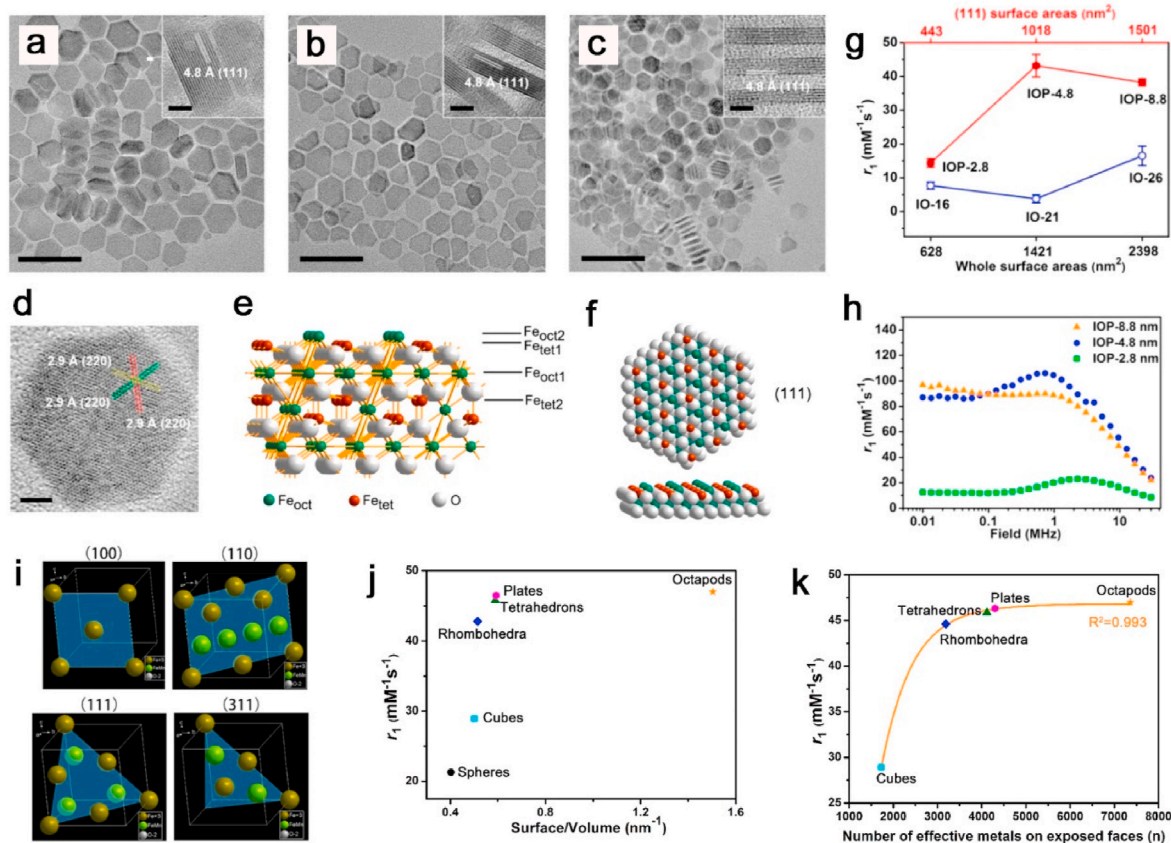 a
4.8 Å (111)
b
4.8 Å (111)
c
4.8 Å (111)
g
(111) surface areas (nm²)
443
1018
1501
50
40
30
20
10
0
r₁ (mM⁻¹s⁻¹)
IOP-4.8
IOP-8.8
IOP-2.8
IO-16
IO-21
IO-26
628
1421
2398
Whole surface areas (nm²)
d
2.9 Å (220)
2.9 Å (220)
2.9 Å (220)
e
Feoct2
Fetet1
Feoct1
Fetet2
Feoct
Fetet
O
f
(111)
h
140
120
100
80
60
40
20
0
r₁ (mM⁻¹s⁻¹)
IOP-8.8 nm
IOP-4.8 nm
IOP-2.8 nm
0.01
0.1
1
10
Field (MHz)
i
(100)
(110)
(111)
(311)
j
50
40
30
20
r₁ (mM⁻¹s⁻¹)
Plates
Octapods
Tetrahedrons
Rhombohedra
Cubes
Spheres
0.4
0.8
1.2
1.6
Surface/Volume (nm⁻¹)
k
50
45
40
35
30
25
r₁ (mM⁻¹s⁻¹)
Octapods
Plates
Tetrahedrons
R²=0.993
Rhombohedra
Cubes
1000
2000
3000
4000
5000
6000
7000
8000
Number of effective metals on exposed faces (n)